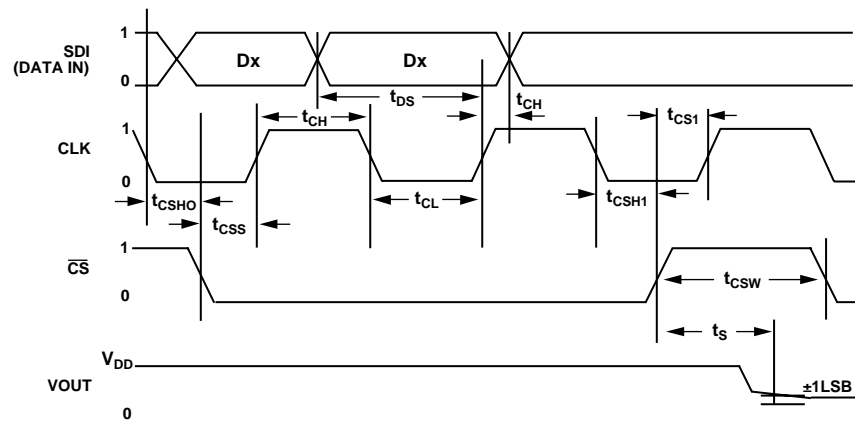 SDI
(DATA IN)
1
0
Dx
Dx
tDS
tCH
tCH
tCS1
CLK
1
0
tCSHO
tCSS
tCL
tCSH1
CS
1
0
tCSW
tS
VDD
VOUT
0
±1LSB